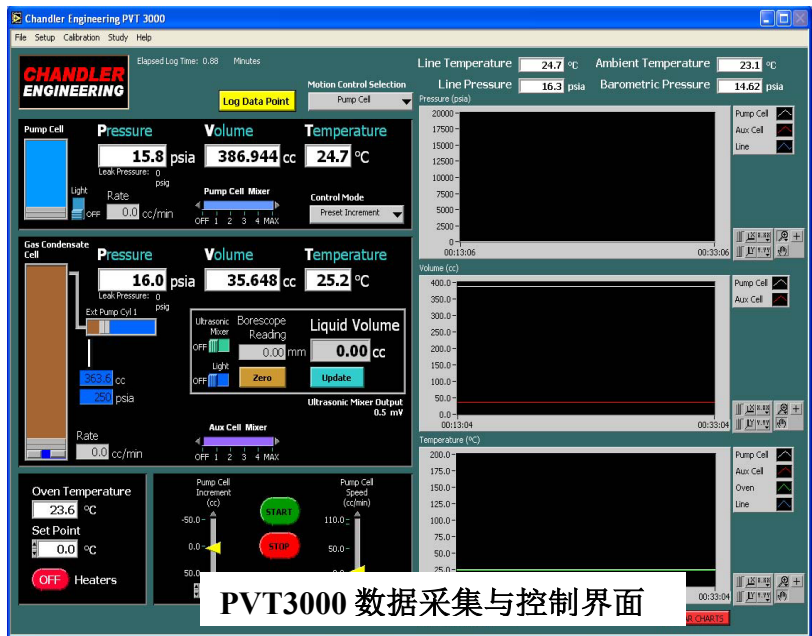 Chandler Engineering PVT 3000
File Setup Calibration Study Help
CHANDLER
ENGINEERING
Elapsed Log Time: 0.88 Minutes
Log Data Point
Motion Control Selection
Pump Cell
Line Temperature 24.7 °C Ambient Temperature 23.1 °C
Line Pressure 16.3 psia Barometric Pressure 14.62 psia
Pump Cell
Pressure Volume Temperature
15.8 psia 386.944 cc 24.7 °C
Leak Pressure: 0
psig
Light
OFF
Rate
0.0 cc/min
Pump Cell Mixer
OFF 1 2 3 4 MAX
Control Mode
Preset Increment
Gas Condensate
Cell
Pressure Volume Temperature
16.0 psia 35.648 cc 25.2 °C
Leak Pressure: 0
psig
Ext Pump Cyl 1
363.6 cc
250 psia
Ultrasonic
Mixer
OFF
Light
OFF
Borescope
Reading
0.00 mm
Zero
Liquid Volume
0.00 cc
Update
Ultrasonic Mixer Output
0.5 mV
Rate
0.0 cc/min
Aux Cell Mixer
OFF 1 2 3 4 MAX
Oven Temperature
23.6 °C
Set Point
0.0 °C
OFF Heaters
Pump Cell
Increment
(cc)
-50.0
0.0
50.0
START
STOP
Pump Cell
Speed
(cc/min)
110.0
50.0
Pressure (psia)
20000
17500
15000
12500
10000
7500
5000
2500
0
00:13:06 00:33:06
Pump Cell
Aux Cell
Line
Volume (cc)
400.0
350.0
300.0
250.0
200.0
150.0
100.0
50.0
0.0
00:13:04 00:33:04
Pump Cell
Aux Cell
Temperature (°C)
200.0
175.0
150.0
125.0
100.0
75.0
50.0
25.0
00:33:04
Pump Cell
Aux Cell
Oven
Line
CHARTS
PVT3000 数据采集与控制界面